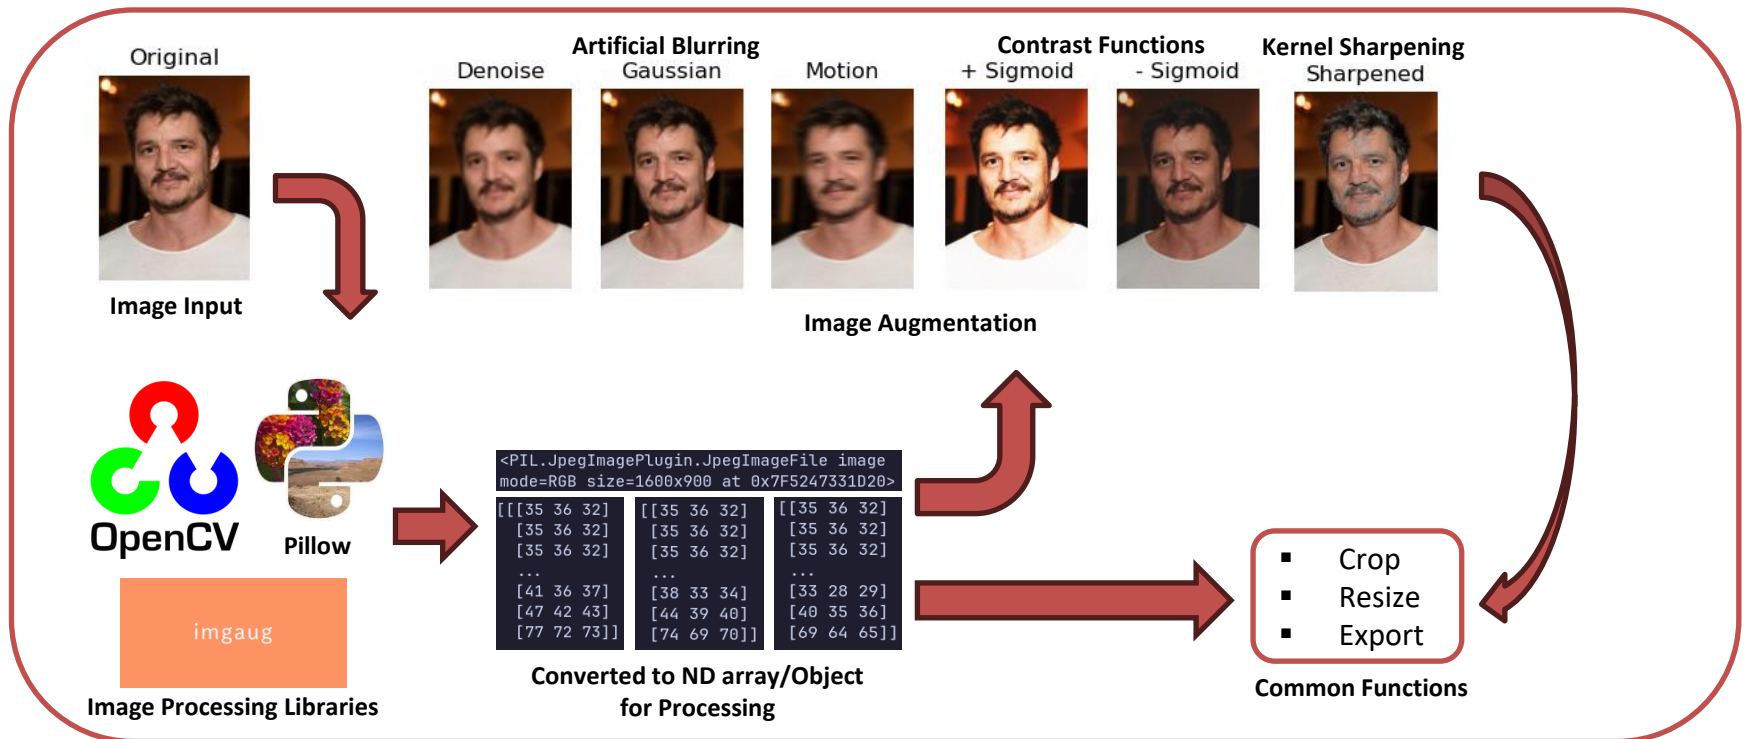 Original
Artificial Blurring
Denoise
Gaussian
Motion
Contrast Functions
+ Sigmoid
- Sigmoid
Kernel Sharpening
Sharpened
Image Input
Image Augmentation
OpenCV
Pillow
imgaug
Image Processing Libraries
<PIL.JpegImagePlugin.JpegImageFile image
mode=RGB size=1600x900 at 0x7F5247331D20>
[[[35 36 32]
[35 36 32]
[35 36 32]
...
[41 36 37]
[47 42 43]
[77 72 73]]
[[35 36 32]
[35 36 32]
[35 36 32]
...
[38 33 34]
[44 39 40]
[74 69 70]]
[[35 36 32]
[35 36 32]
[35 36 32]
...
[33 28 29]
[40 35 36]
[69 64 65]]
Converted to ND array/Object
for Processing
▪ Crop
▪ Resize
▪ Export
Common Functions